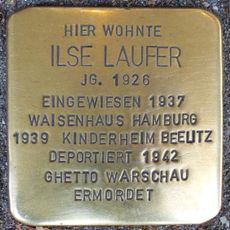 HIER WOHNTE
ILSE LAUFER
JG. 1926
EINGEWIESEN 1937
WAISENHAUS HAMBURG
1939 KINDERHEIM BEELITZ
DEPORTIERT 1942
GHETTO WARSCHAU
ERMORDET